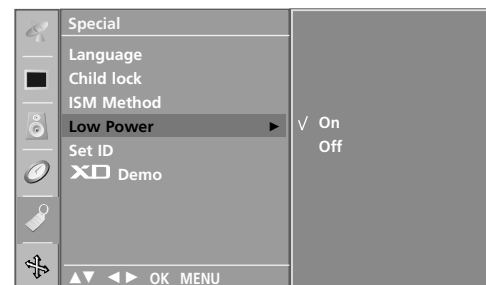 Special
Language
Child lock
ISM Method
Low Power ►
√ On
Off
Set ID
XD Demo
▲▼ ◄► OK MENU